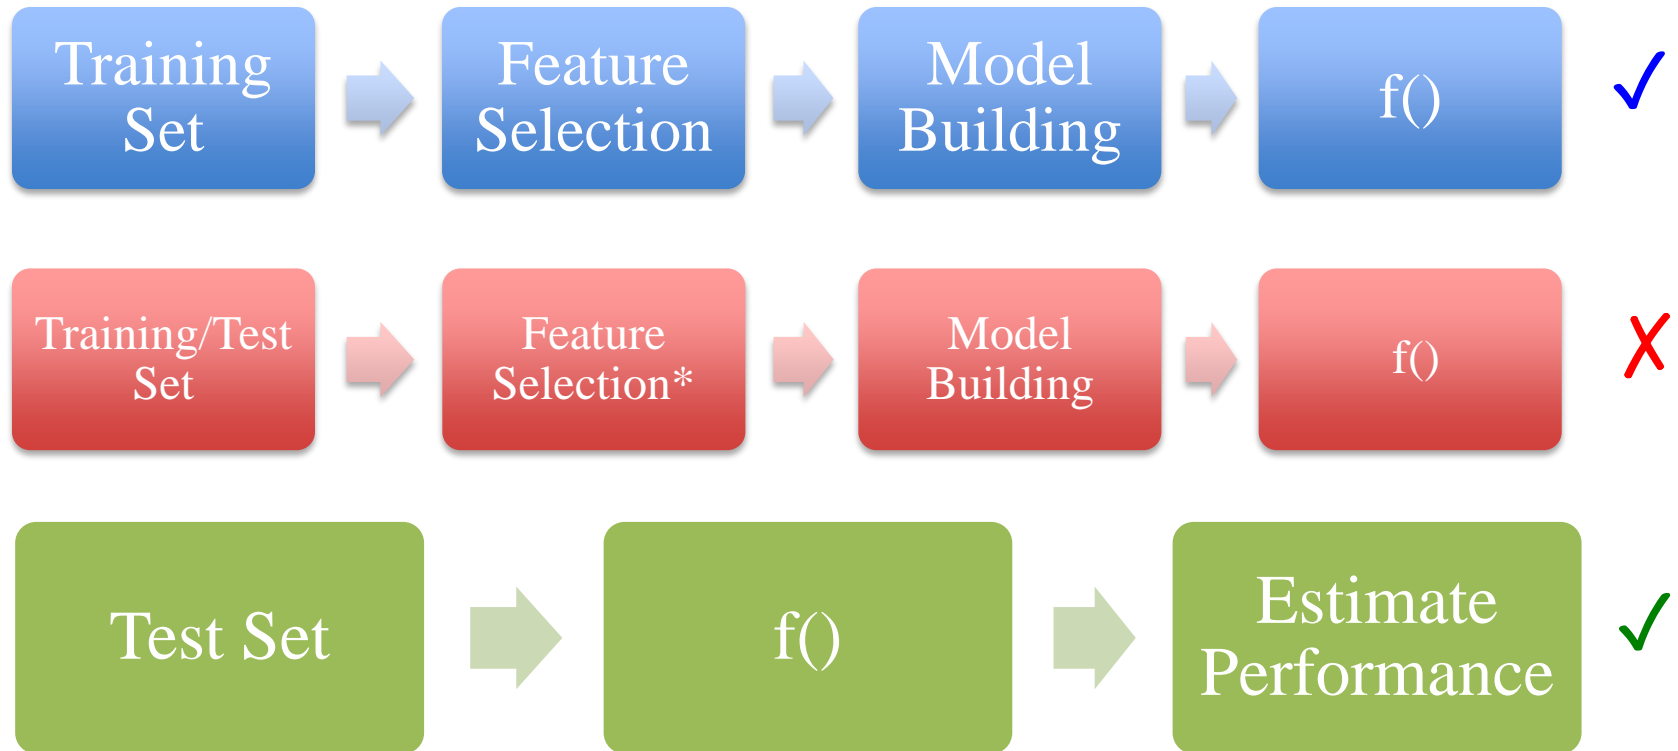 Training
Set
Feature
Selection
Model
Building
f()
✓
Training/Test
Set
Feature
Selection*
Model
Building
f()
✗
Test Set
f()
Estimate
Performance
✓